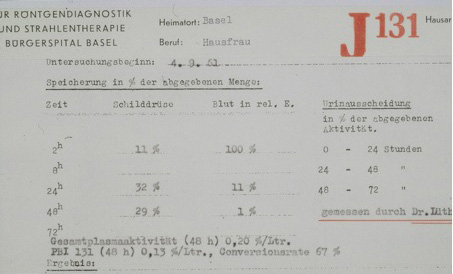 ÜR RÖNTGENDIAGNOSTIK
UND STRAHLENTHERAPIE
BÜRGERSPITAL BASEL
Heimatort: Basel
Beruf: Hausfrau
J 131
Hausar
Untersuchungsbeginn: 4. 9. 61
Speicherung in % der abgegebenen Menge:
Zeit Schilddrüse Blut in rel. E.
2h 11 % 100 %
8h
24h 32 % 11 %
48h 29 % 1 %
72h
Urinausscheidung
in % der abgegebenen
Aktivität.
0 - 24 Stunden
24 - 48 "
48 - 72 "
gemessen durch Dr.Lüth
Gesamtplasmaaktivität (48 h) 0,20 %/Ltr.
PBI 131 (48 h) 0,13 %/Ltr., Conversionsrate 67 %
Ergebnis: